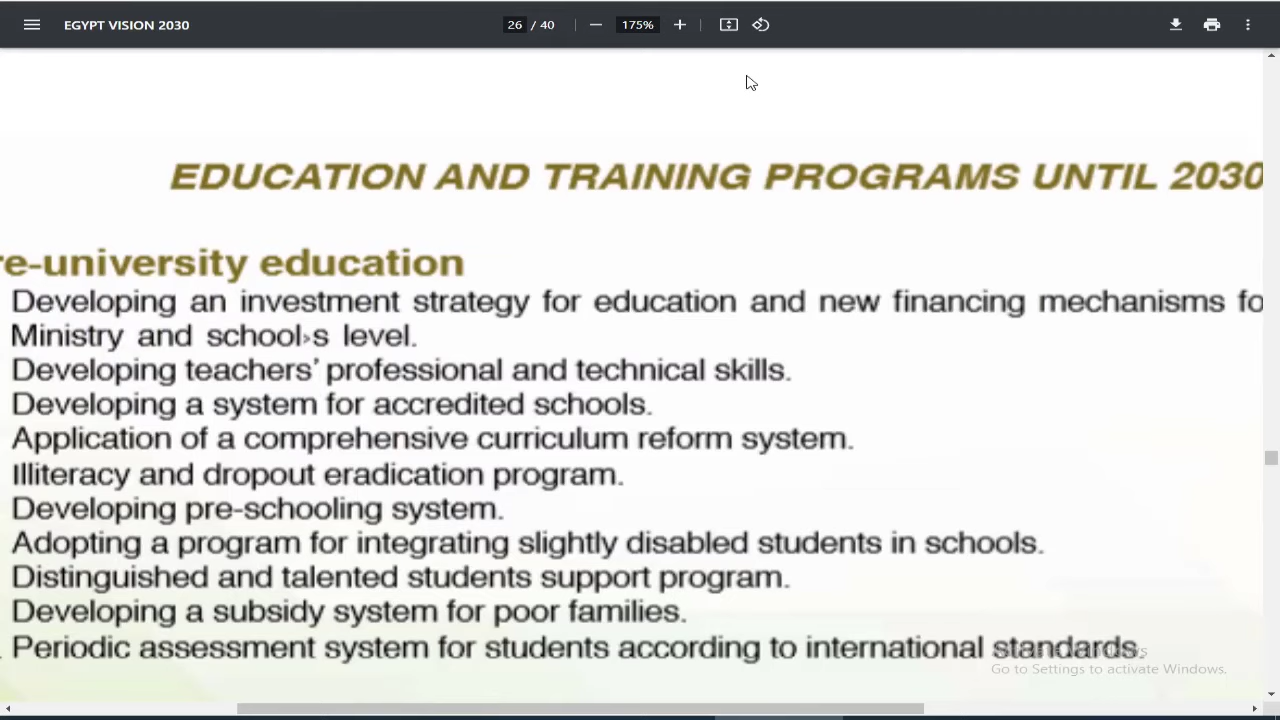 EGYPT VISION 2030
26 / 40
175%
EDUCATION AND TRAINING PROGRAMS UNTIL 2030
re-university education
Developing an investment strategy for education and new financing mechanisms fo
Ministry and school›s level.
Developing teachers’ professional and technical skills.
Developing a system for accredited schools.
Application of a comprehensive curriculum reform system.
Illiteracy and dropout eradication program.
Developing pre-schooling system.
Adopting a program for integrating slightly disabled students in schools.
Distinguished and talented students support program.
Developing a subsidy system for poor families.
. Periodic assessment system for students according to international standards.
Go to Settings to activate Windows.